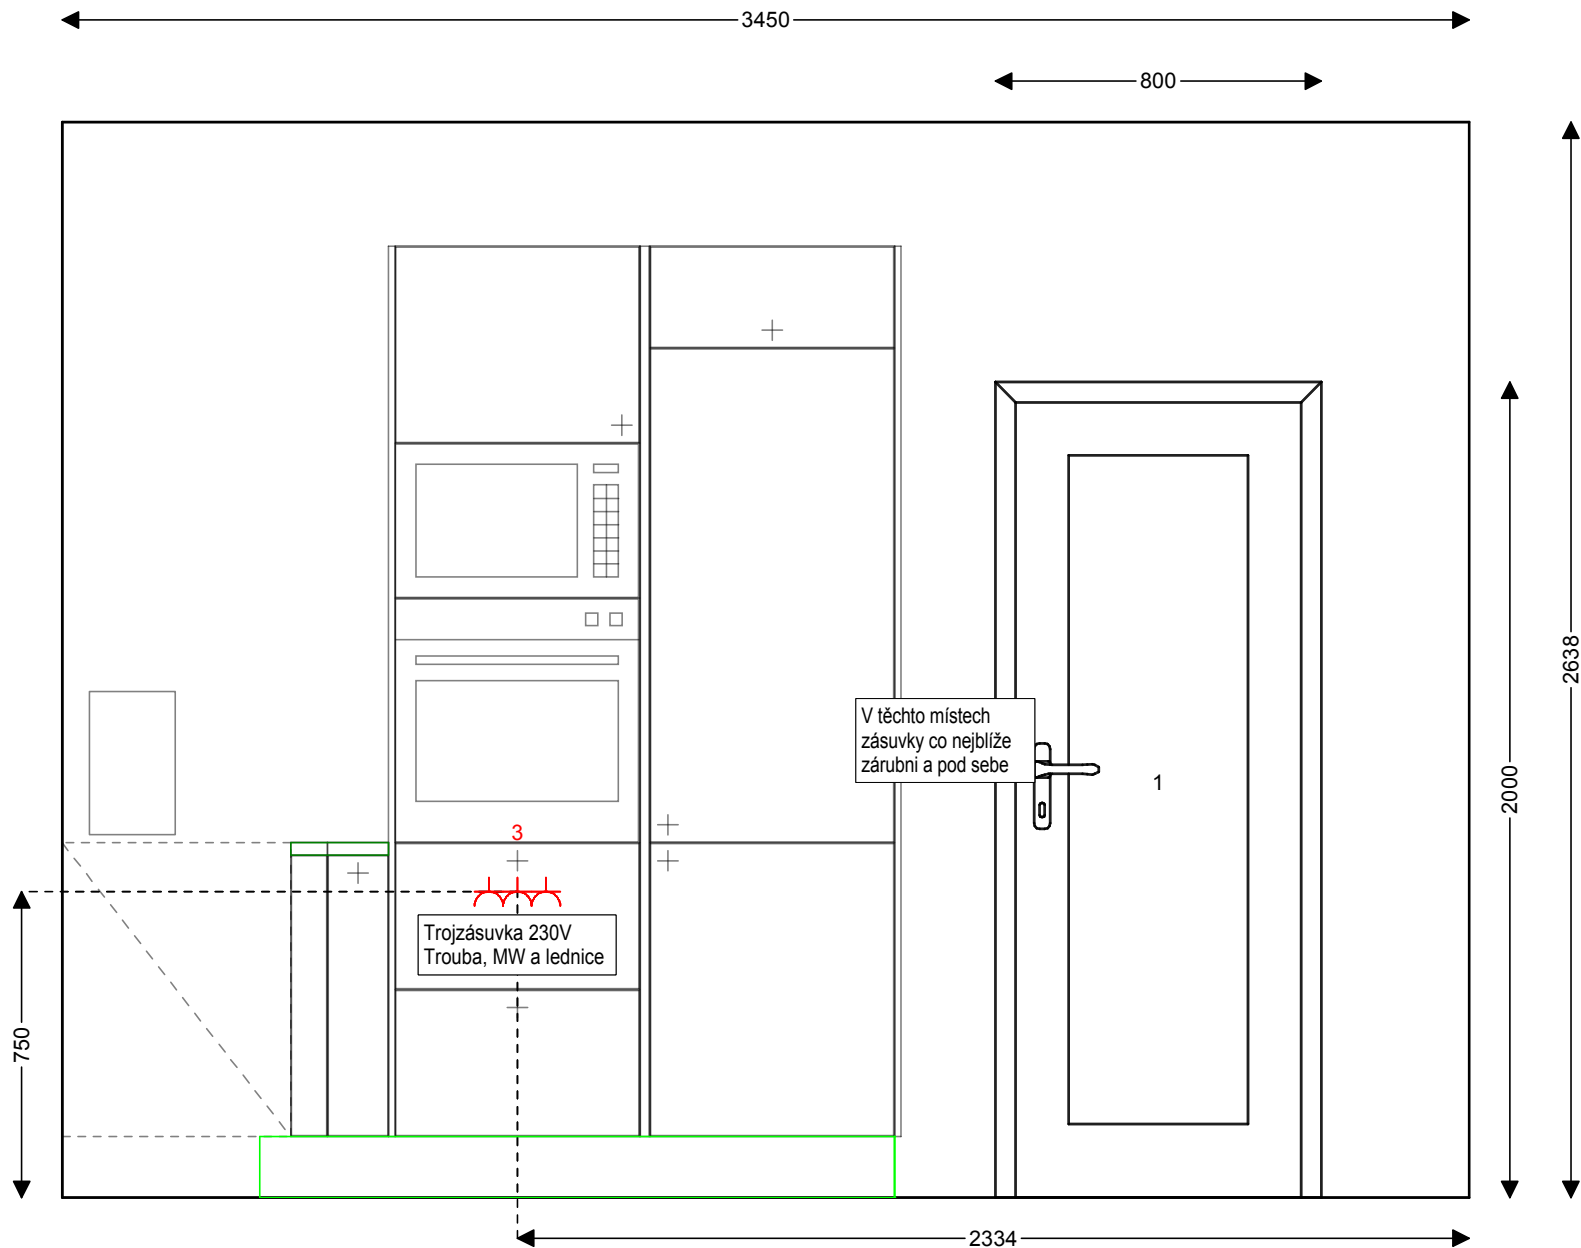 3450
800
2638
2000
V těchto místech
zásuvky co nejblíže
zárubni a pod sebe
1
3
Trojzásuvka 230V
Trouba, MW a lednice
750
2334